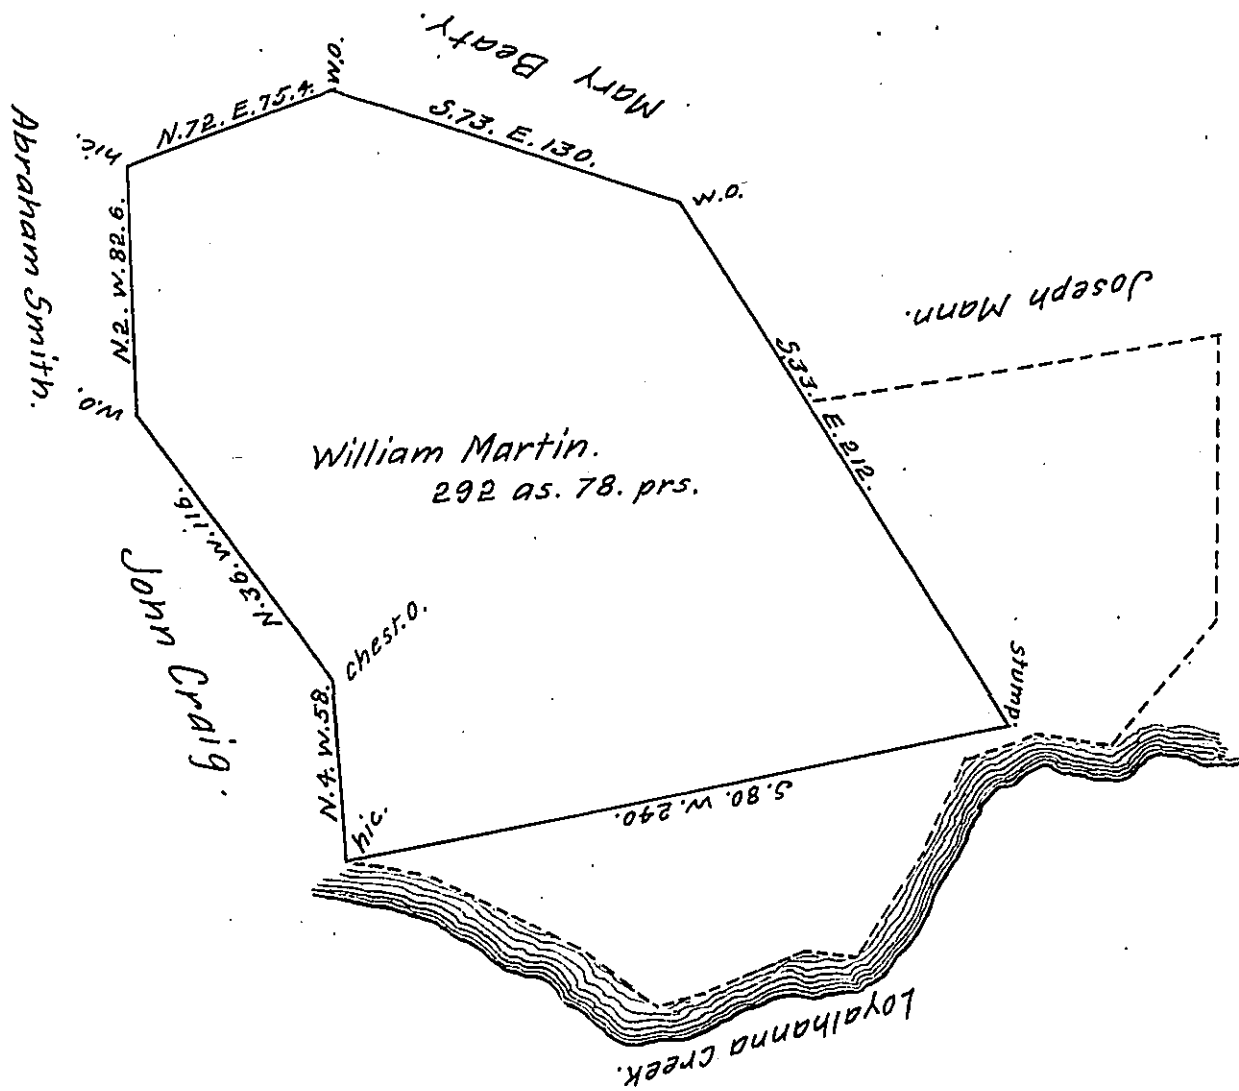 Mary Beaty.
W.O.
N.72. E.75.4.
S.73. E.130.
hic.
W.O.
Abraham Smith.
N.2. W.82.6.
Joseph Mann.
S.33. E.212.
W.O.
William Martin.
292 as. 78. prs.
N.36. W.116.
John Craig.
chest.O.
stump.
N.4. W.58.
S.80. W.240.
hic.
Loyalhanna Creek.